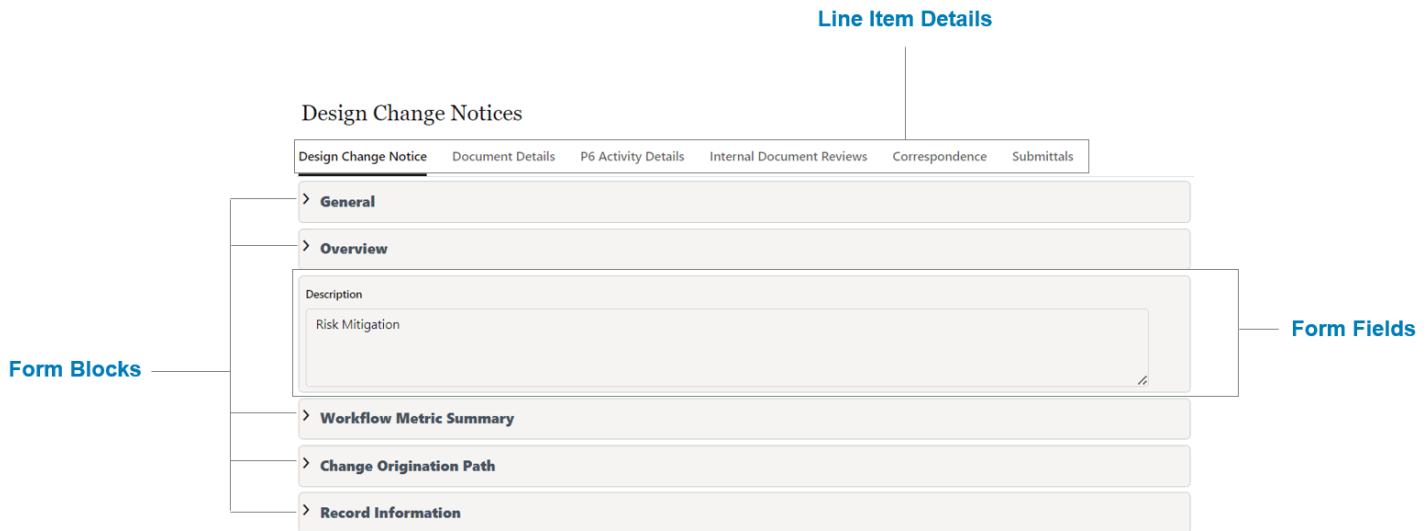 Line Item Details
Design Change Notices
Design Change Notice Document Details P6 Activity Details Internal Document Reviews Correspondence Submittals
General
Overview
Description
Risk Mitigation
Form Fields
Form Blocks
Workflow Metric Summary
Change Origination Path
Record Information